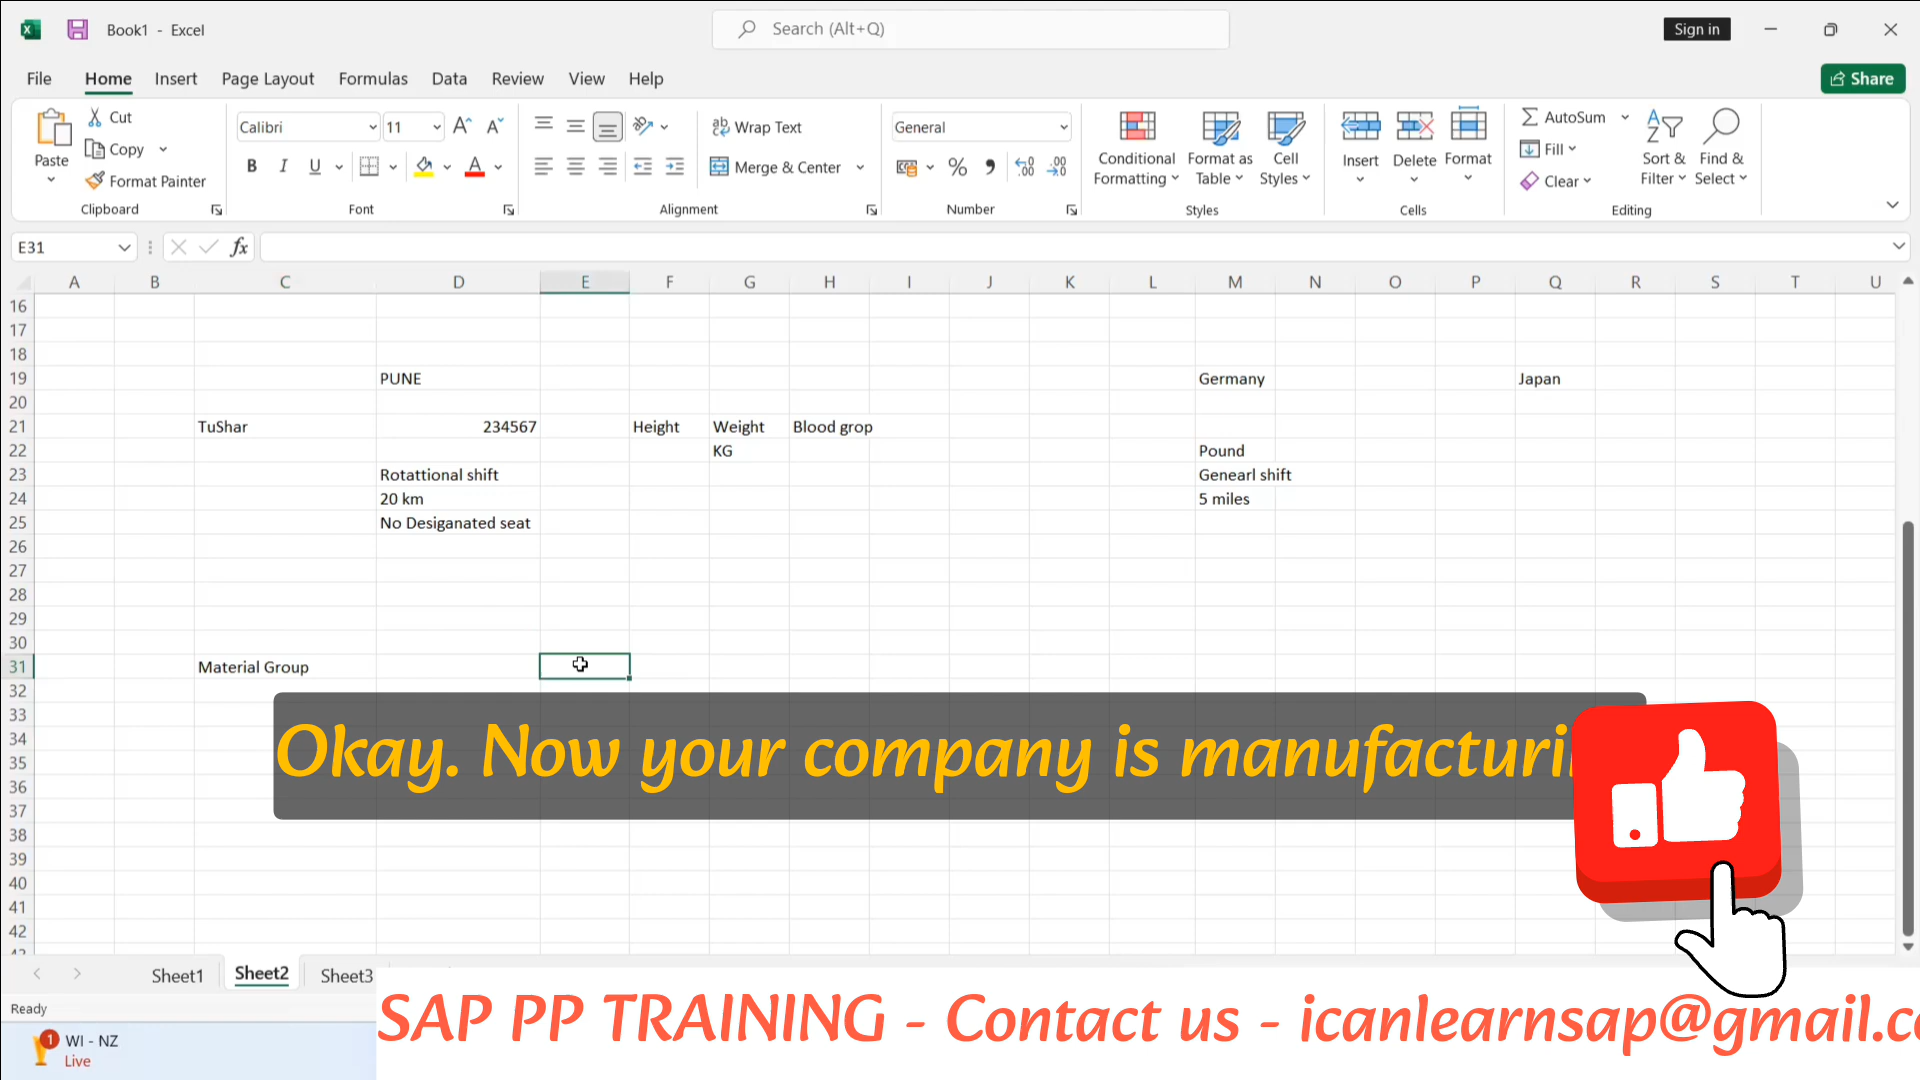 Book1 - Excel
Search (Alt+Q)
Sign in
File Home Insert Page Layout Formulas Data Review View Help
Share
Paste
Cut
Copy
Format Painter
Clipboard
Calibri 11
B I U
Font
Wrap Text
Merge & Center
Alignment
General
Number
Conditional Formatting
Format as Table
Cell Styles
Styles
Insert Delete Format
Cells
AutoSum
Fill
Clear
Sort & Filter
Find & Select
Editing
E31 fx
A B C D E F G H I J K L M N O P Q R S T U
16
17
18
19 PUNE Germany Japan
20
21 TuShar 234567 Height Weight Blood grop
22 KG Pound
23 Rotattional shift Genearl shift
24 20 km 5 miles
25 No Desiganated seat
26
27
28
29
30
31 Material Group
32
33
34
35
36
37
38
39
40
41
42
Okay. Now your company is manufacturi
Sheet1 Sheet2 Sheet3
Ready
1 WI - NZ
Live
SAP PP TRAINING - Contact us - icanlearnsap@gmail.c